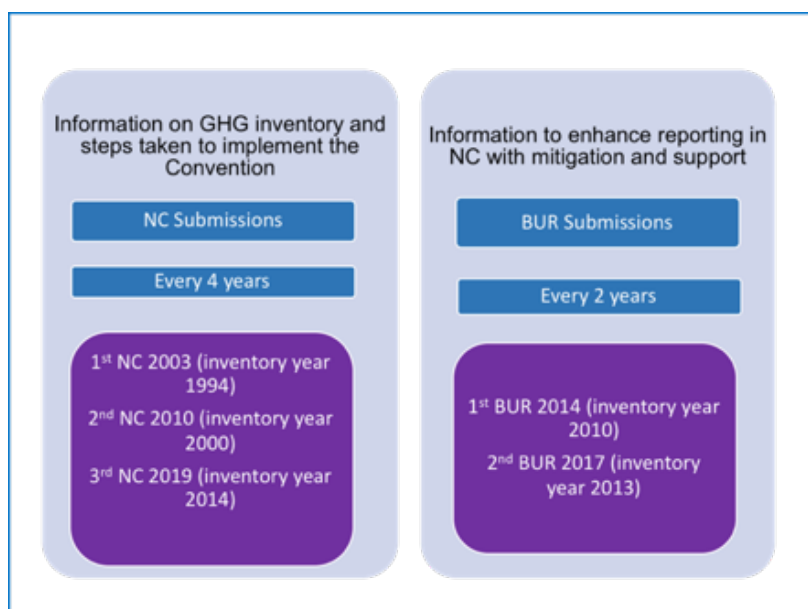 Information on GHG inventory and
steps taken to implement the
Convention
NC Submissions
Every 4 years
1st NC 2003 (inventory year
1994)
2nd NC 2010 (inventory year
2000)
3rd NC 2019 (inventory year
2014)
Information to enhance reporting in
NC with mitigation and support
BUR Submissions
Every 2 years
1st BUR 2014 (inventory year
2010)
2nd BUR 2017 (inventory
year 2013)